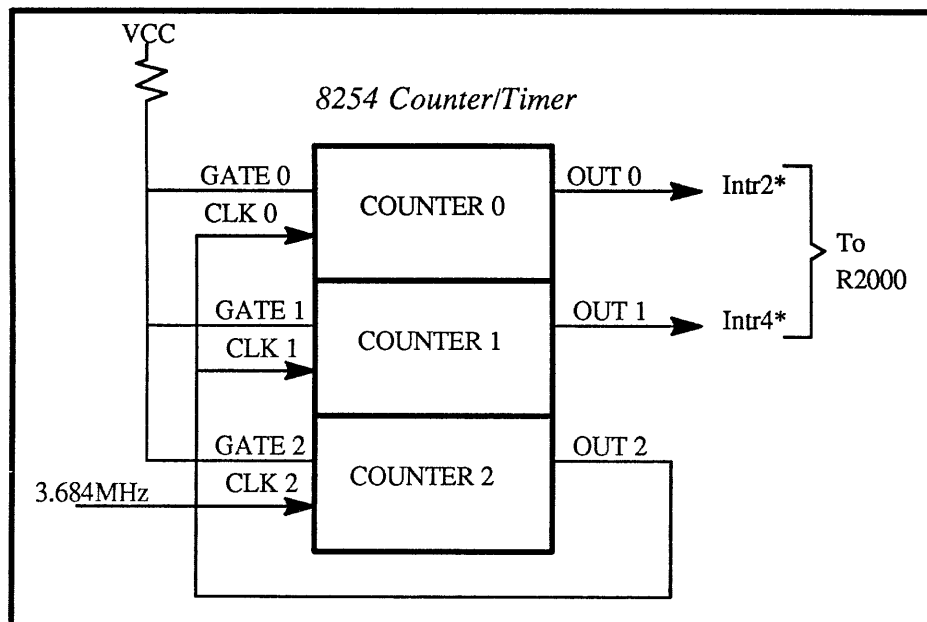 VCC
8254 Counter/Timer
GATE 0
OUT 0
Intr2*
COUNTER 0
CLK 0
To
R2000
GATE 1
OUT 1
Intr4*
COUNTER 1
CLK 1
GATE 2
OUT 2
COUNTER 2
CLK 2
3.684MHz